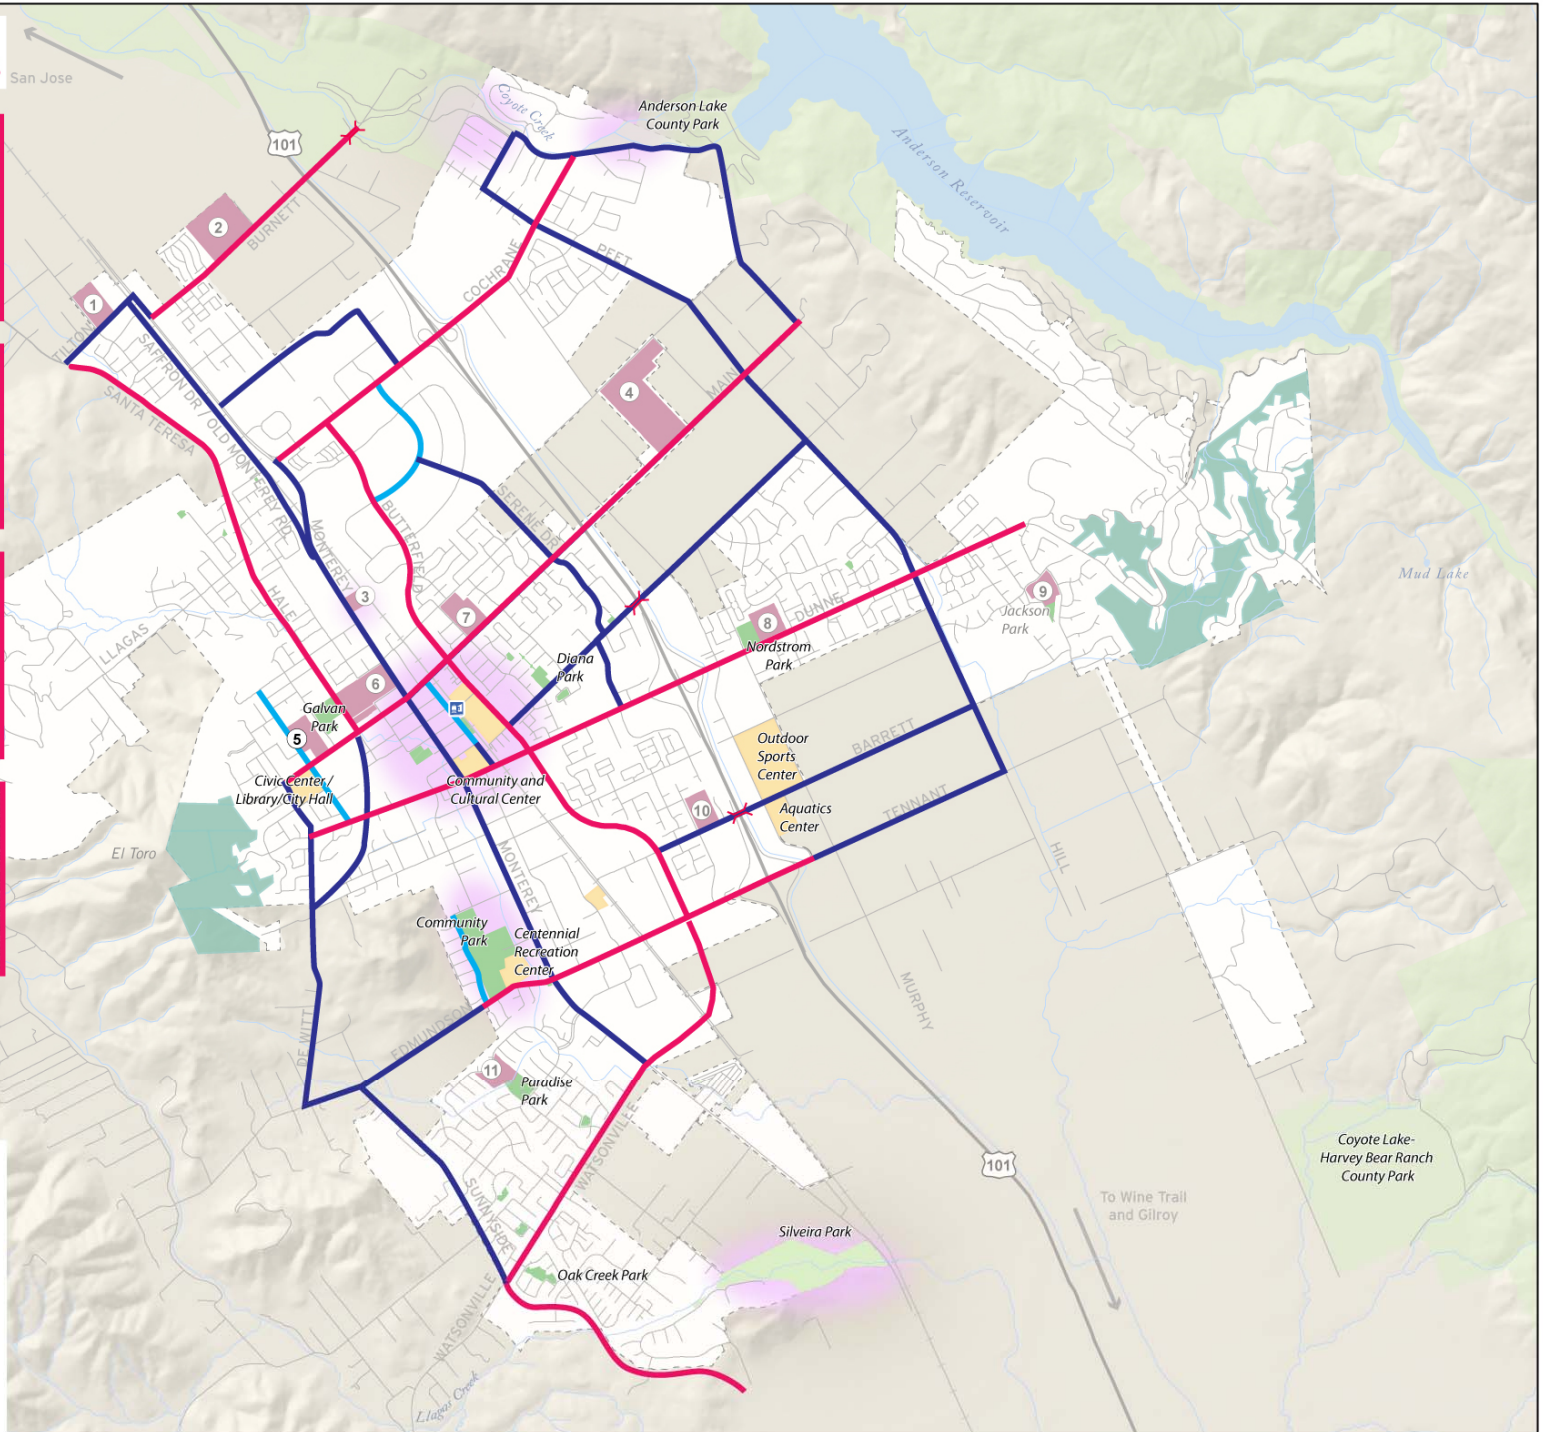 San Jose
101
Coyote Creek
Anderson Lake
County Park
Anderson Reservoir
2
BURNETT
PEET
COCHRANE
1
TILTON
SAFFRON DR / OLD MONTEREY RD
SANTA TERESA
4
MAIN
MONTEREY
BUTTERFIELD
SERENE DR
3
7
HALE
LLAGAS
8
DUNNE
9
Jackson
Park
Mud Lake
Nordstrom
Park
Diana
Park
6
Galvan
Park
5
Civic Center /
Library/City Hall
Community and
Cultural Center
Outdoor
Sports
Center
BARRETT
10
Aquatics
Center
TENNANT
El Toro
MONTEREY
HILL
Community
Park
Centennial
Recreation
Center
MURPHY
DE WITT
EDMUNDSON
11
Paradise
Park
WATSONVILLE
SUNNYSIDE
101
To Wine Trail
and Gilroy
Coyote Lake-
Harvey Bear Ranch
County Park
Silveira Park
Oak Creek Park
WATSONVILLE
Llagas Creek